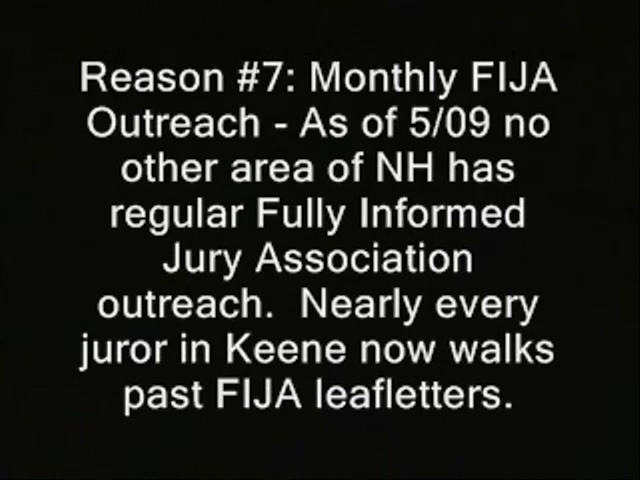 Reason #7: Monthly FIJA
Outreach - As of 5/09 no
other area of NH has
regular Fully Informed
Jury Association
outreach.  Nearly every
juror in Keene now walks
past FIJA leafletters.